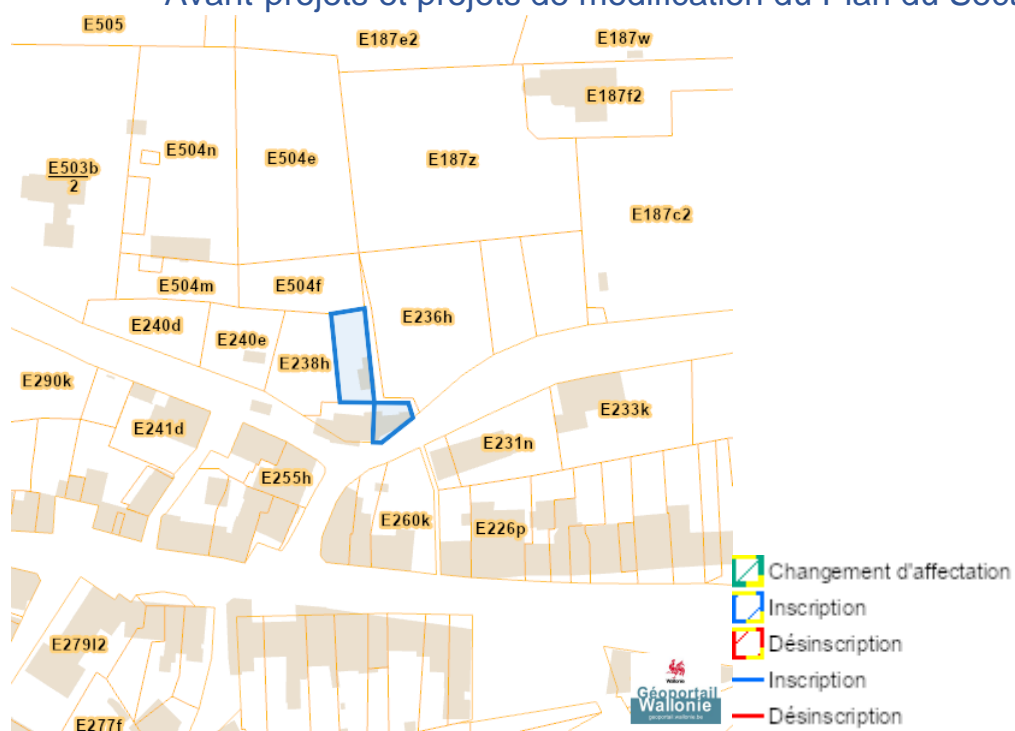 Avant-projets et projets de modification du Plan du Sect
E505
E187e2
E187w
E187f2
E504n
E504e
E187z
E503b
2
E187c2
E504m
E504f
E240d
E236h
E240e
E238h
E290k
E233k
E241d
E231n
E255h
E260k
E226p
Changement d'affectation
Inscription
Désinscription
Inscription
Désinscription
E279l2
E277f
Wallonie
Géoportail
Wallonie
geoportail.wallonie.be